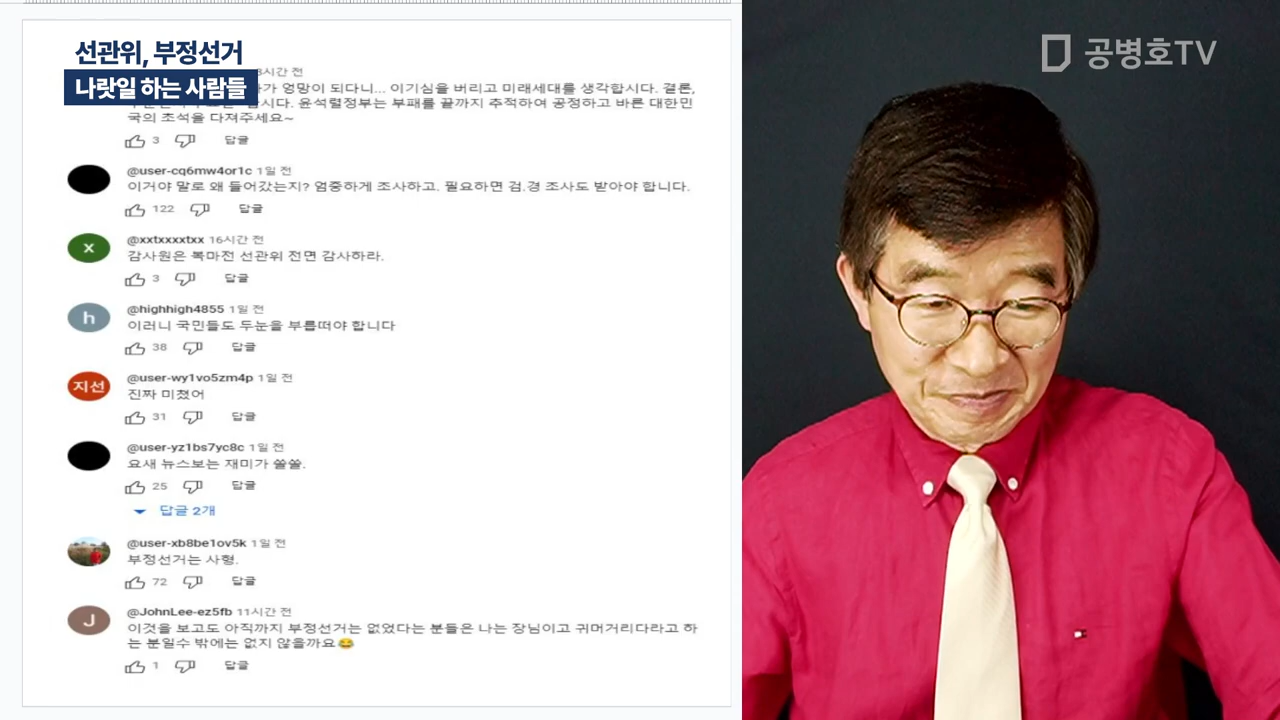 선관위, 부정선거
나랏일 하는 사람들
공병호TV
시간 전
가 엉망이 되다니... 이기심을 버리고 미래세대를 생각합시다. 결론,
시다. 윤석렬정부는 부패를 끝까지 추적하여 공정하고 바른 대한민
국의 초석을 다져주세요~
3 답글
@user-cq6mw4or1c 1일 전
이거야 말로 왜 들어갔는지? 엄중하게 조사하고. 필요하면 검.경 조사도 받아야 합니다.
122 답글
x
@xxtxxxxtxx 16시간 전
감사원은 복마전 선관위 전면 감사하라.
3 답글
h
@highhigh4855 1일 전
이러니 국민들도 두눈을 부릅떠야 합니다
38 답글
지선
@user-wy1vo5zm4p 1일 전
진짜 미쳤어
31 답글
@user-yz1bs7yc8c 1일 전
요새 뉴스보는 재미가 쏠쏠.
25 답글
답글 2개
@user-xb8be1ov5k 1일 전
부정선거는 사형.
72 답글
J
@JohnLee-ez5fb 11시간 전
이것을 보고도 아직까지 부정선거는 없었다는 분들은 나는 장님이고 귀머거리다라고 하
는 분일수 밖에는 없지 않을까요😂
1 답글